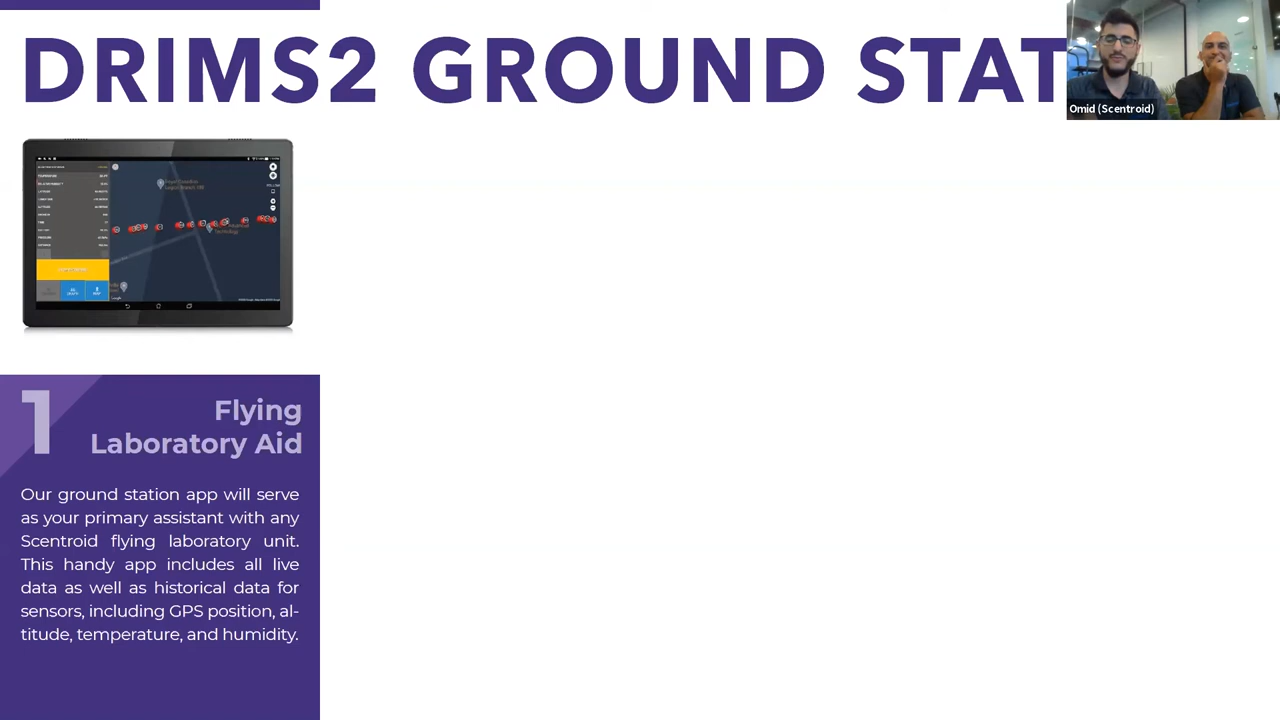 DRIMS2 GROUND STAT
Omid (Scentroid)
1
Flying
Laboratory Aid
Our ground station app will serve
as your primary assistant with any
Scentroid flying laboratory unit.
This handy app includes all live
data as well as historical data for
sensors, including GPS position, al-
titude, temperature, and humidity.